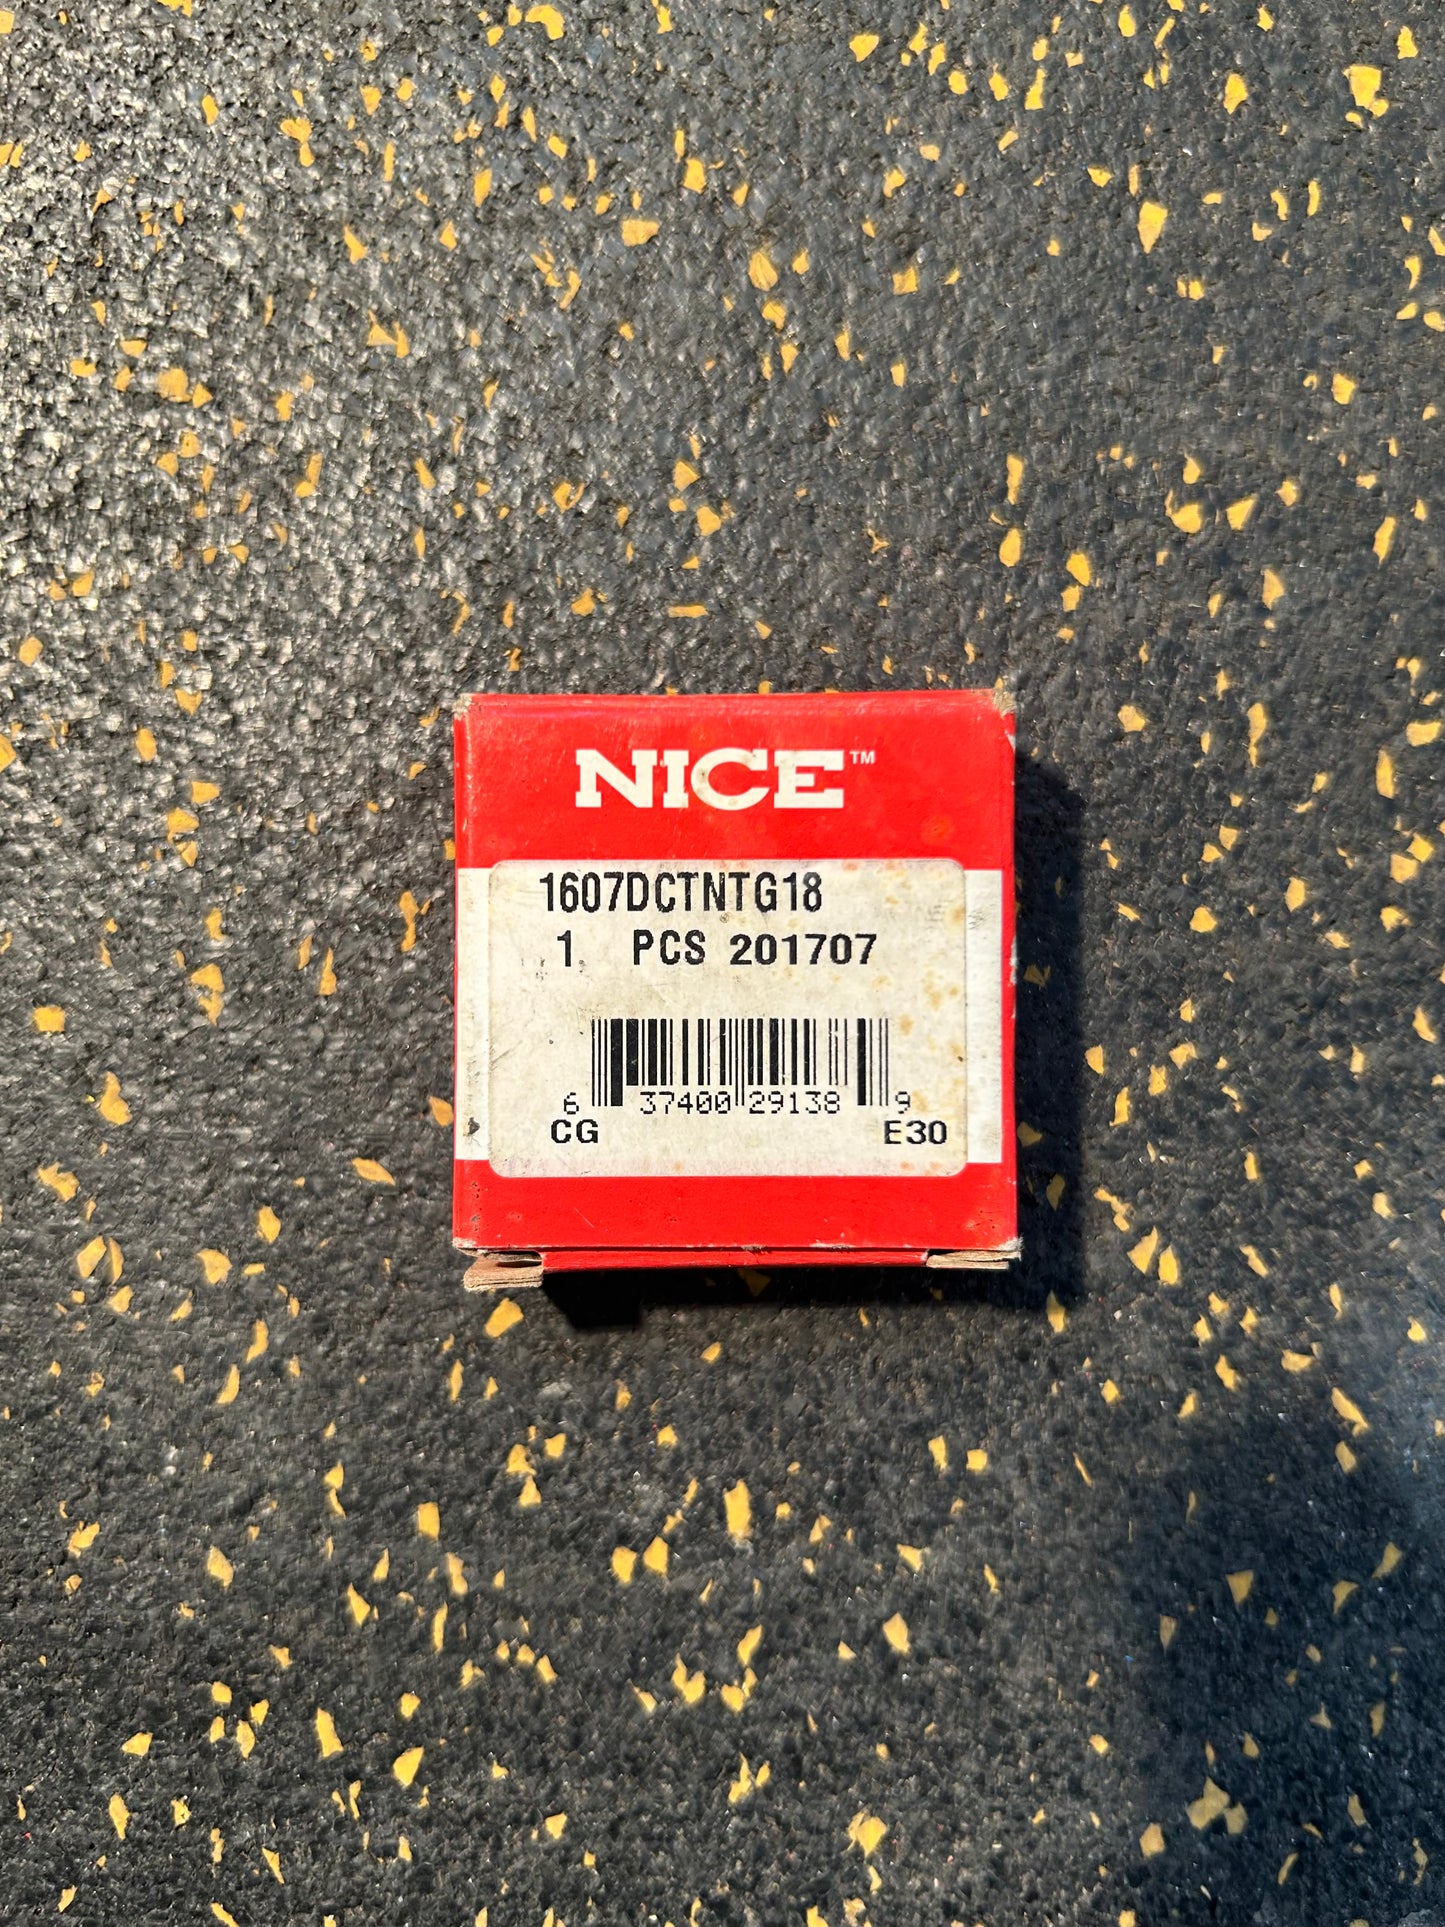 NICE™
1607DCTNTG18
1 PCS 201707
6 37400 29138 9
CG E30